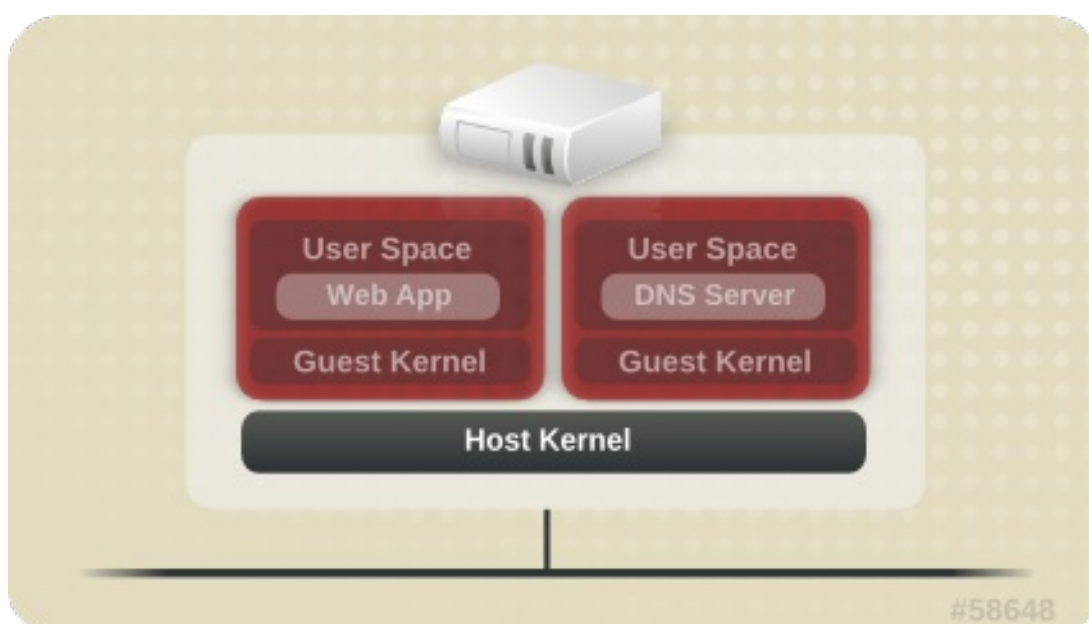 User Space
Web App
Guest Kernel
User Space
DNS Server
Guest Kernel
Host Kernel
#58648